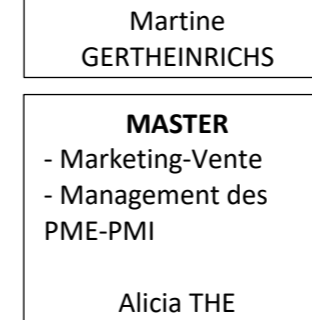 Martine
GERTHEINRICHS
MASTER
- Marketing-Vente
- Management des
PME-PMI
Alicia THE